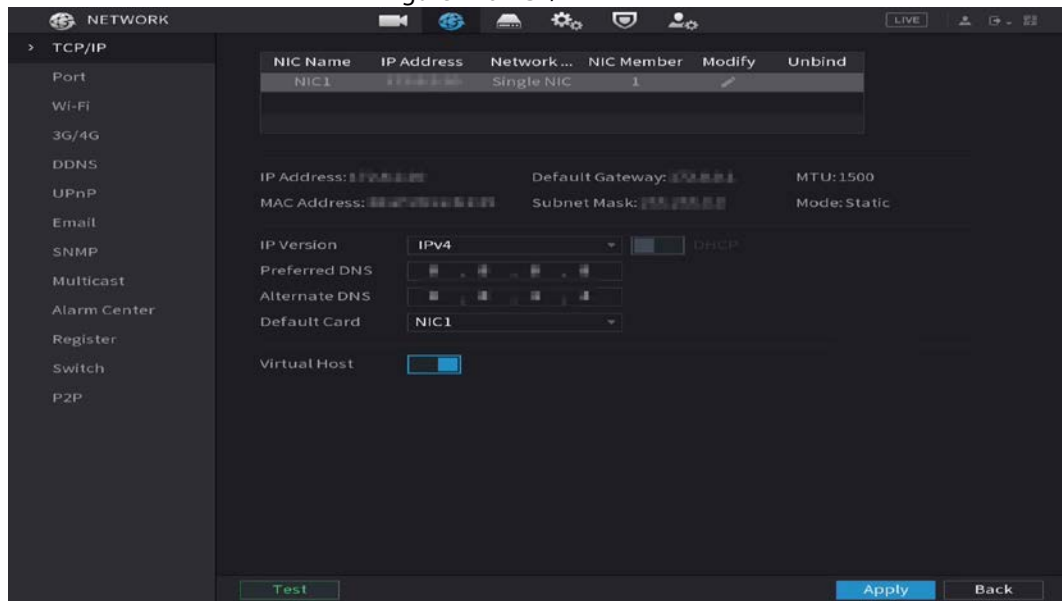 NETWORK
LIVE
TCP/IP
Port
Wi-Fi
3G/4G
DDNS
UPnP
Email
SNMP
Multicast
Alarm Center
Register
Switch
P2P
NIC Name IP Address Network ... NIC Member Modify Unbind
NIC1 Single NIC 1
IP Address: Default Gateway: MTU:1500
MAC Address: Subnet Mask: Mode:Static
IP Version IPv4 DHCP
Preferred DNS
Alternate DNS
Default Card NIC1
Virtual Host
Test Apply Back